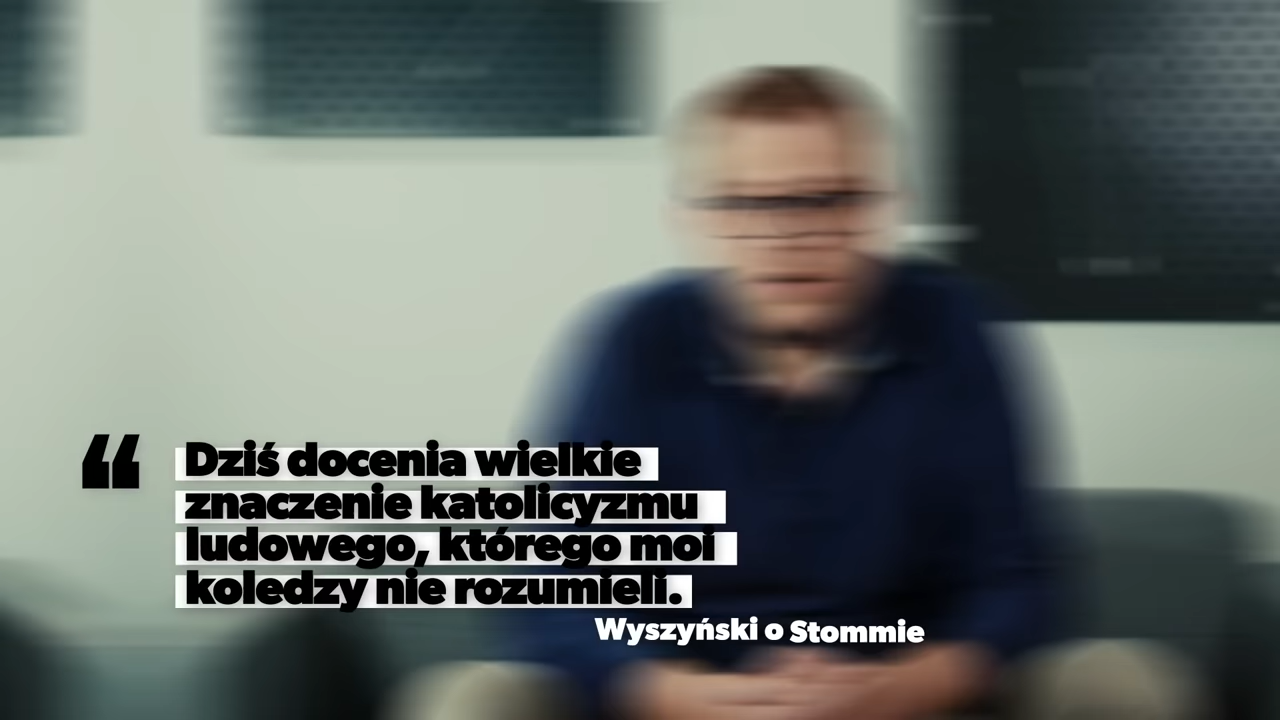 “ Dziś docenia wielkie
znaczenie katolicyzmu
ludowego, którego moi
koledzy nie rozumieli.
Wyszyński o Stommie